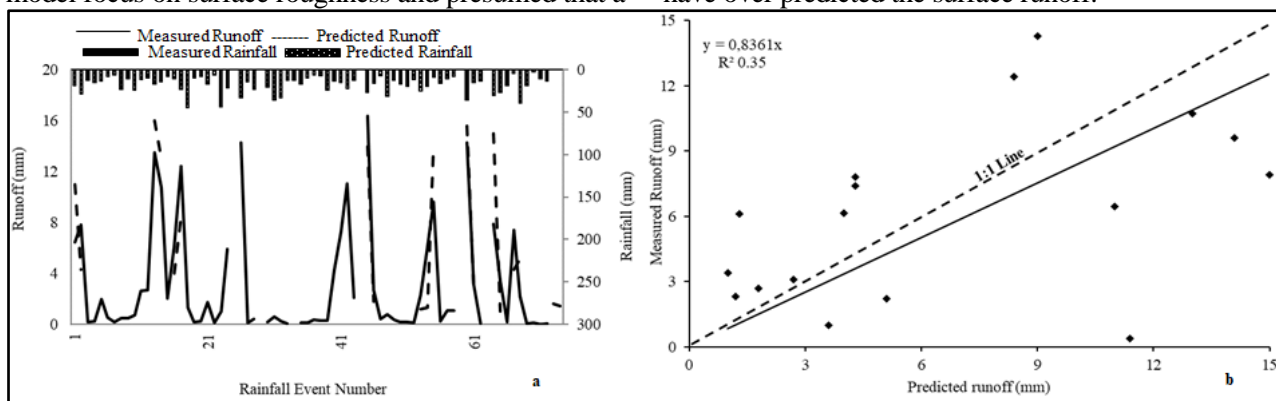 model focus on surface roughness and presumed that a have over predicted the surface runoff.
Measured Runoff Predicted Runoff
Measured Rainfall Predicted Rainfall
20
16
12
8
4
0
Runoff (mm)
0
50
100
150
200
250
300
Rainfall (mm)
1
21
41
61
Rainfall Event Number
a
15
12
9
6
3
0
Measured Runoff (mm)
y = 0,8361x
R² 0.35
1:1 Line
0
3
6
9
12
15
Predicted runoff (mm)
b